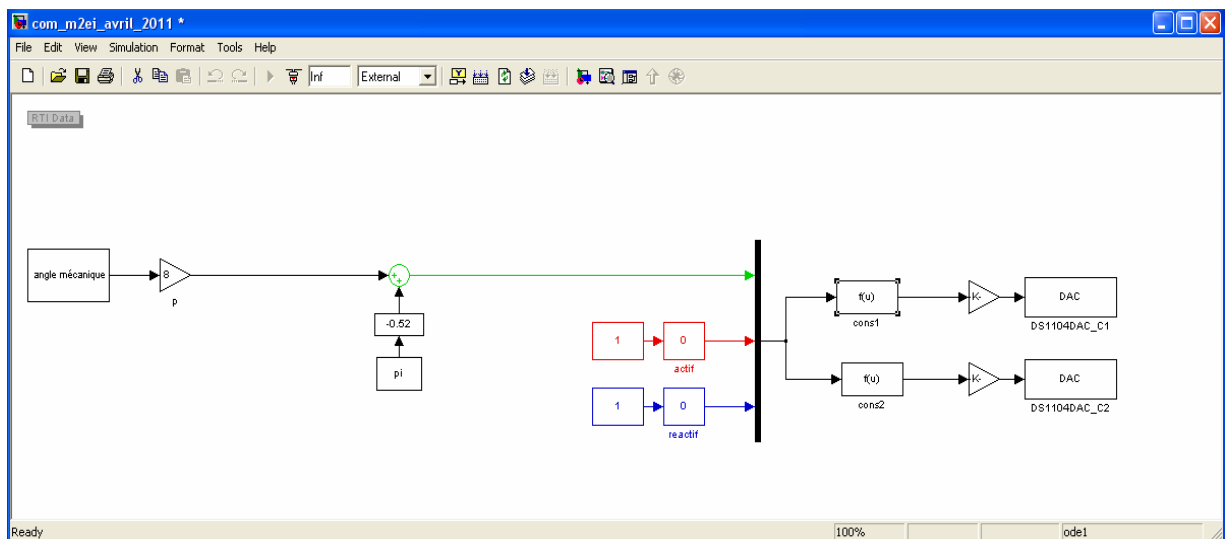 com_m2ei_avril_2011 *
File Edit View Simulation Format Tools Help
Inf External
RTI Data
angle mécanique
8
p
-0.52
pi
1
0
actif
1
0
reactif
f(u)
cons1
K-
DAC
DS1104DAC_C1
f(u)
cons2
K-
DAC
DS1104DAC_C2
Ready 100% ode1